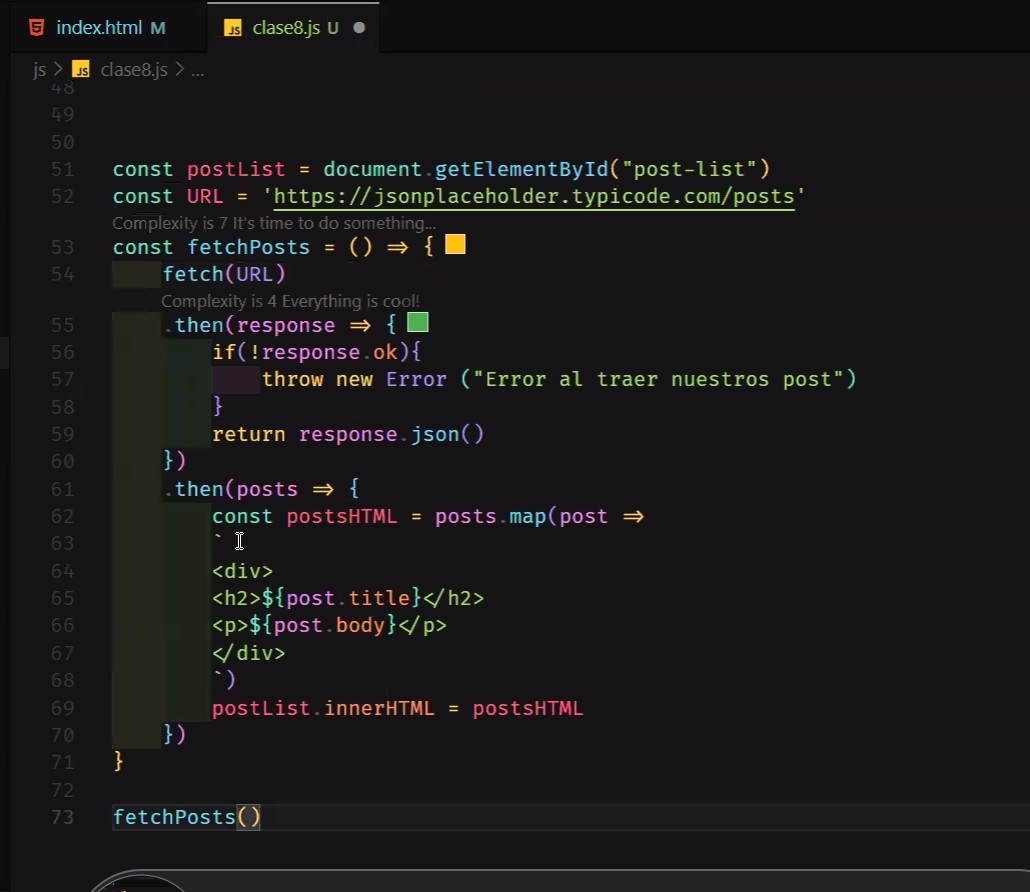 index.html M
JS clase8.js U
js > JS clase8.js > ...
48
49
50
51 const postList = document.getElementById("post-list")
52 const URL = 'https://jsonplaceholder.typicode.com/posts'
Complexity is 7 It's time to do something...
53 const fetchPosts = () => {
54 fetch(URL)
Complexity is 4 Everything is cool!
55 .then(response => {
56 if(!response.ok){
57 throw new Error ("Error al traer nuestros post")
58 }
59 return response.json()
60 })
61 .then(posts => {
62 const postsHTML = posts.map(post =>
63 `
64 <div>
65 <h2>${post.title}</h2>
66 <p>${post.body}</p>
67 </div>
68 `)
69 postList.innerHTML = postsHTML
70 })
71 }
72
73 fetchPosts()